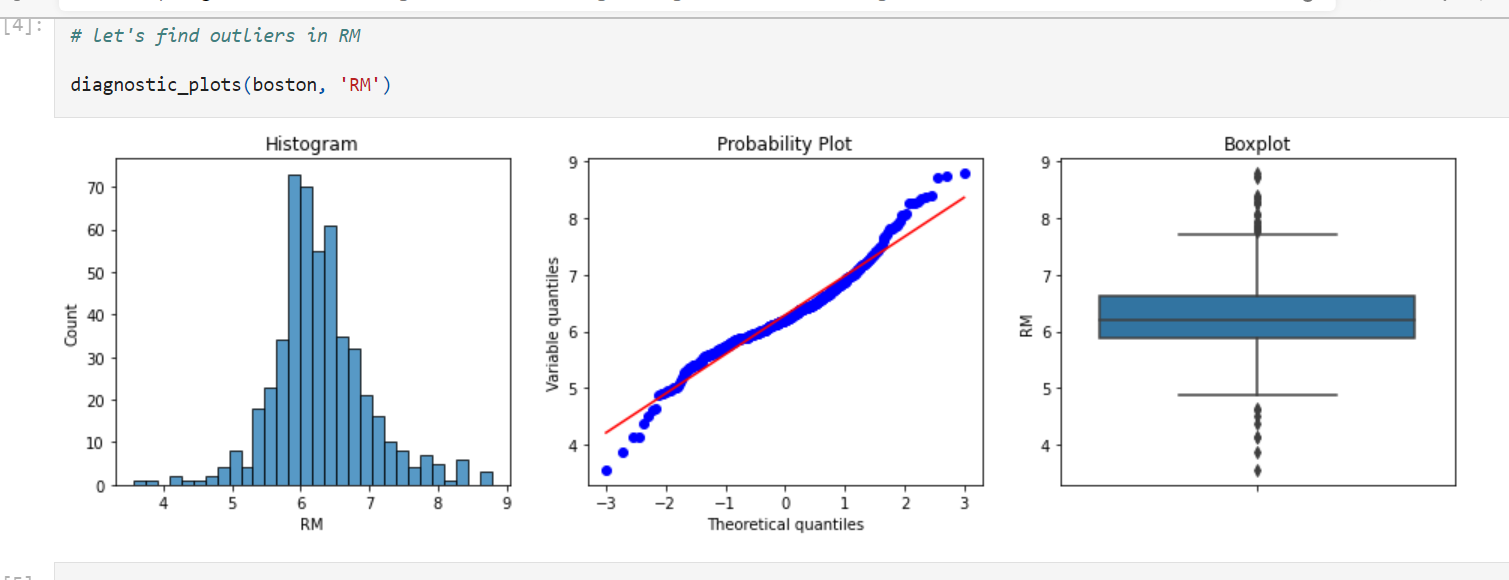 [4]:
# let's find outliers in RM
diagnostic_plots(boston, 'RM')
Histogram
70
60
50
40
30
20
10
0
Count
4 5 6 7 8 9
RM
Probability Plot
9
8
7
6
5
4
Variable quantiles
−3 −2 −1 0 1 2 3
Theoretical quantiles
Boxplot
9
8
7
6
5
4
RM